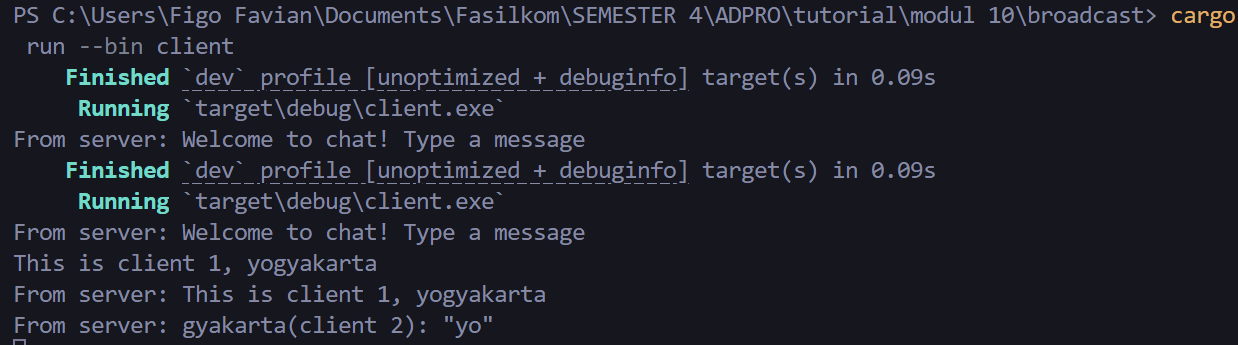 PS C:\Users\Figo Favian\Documents\Fasilkom\SEMESTER 4\ADPRO\tutorial\modul 10\broadcast> cargo
 run --bin client
    Finished `dev` profile [unoptimized + debuginfo] target(s) in 0.09s
     Running `target\debug\client.exe`
From server: Welcome to chat! Type a message
    Finished `dev` profile [unoptimized + debuginfo] target(s) in 0.09s
     Running `target\debug\client.exe`
From server: Welcome to chat! Type a message
This is client 1, yogyakarta
From server: This is client 1, yogyakarta
From server: gyakarta(client 2): "yo"